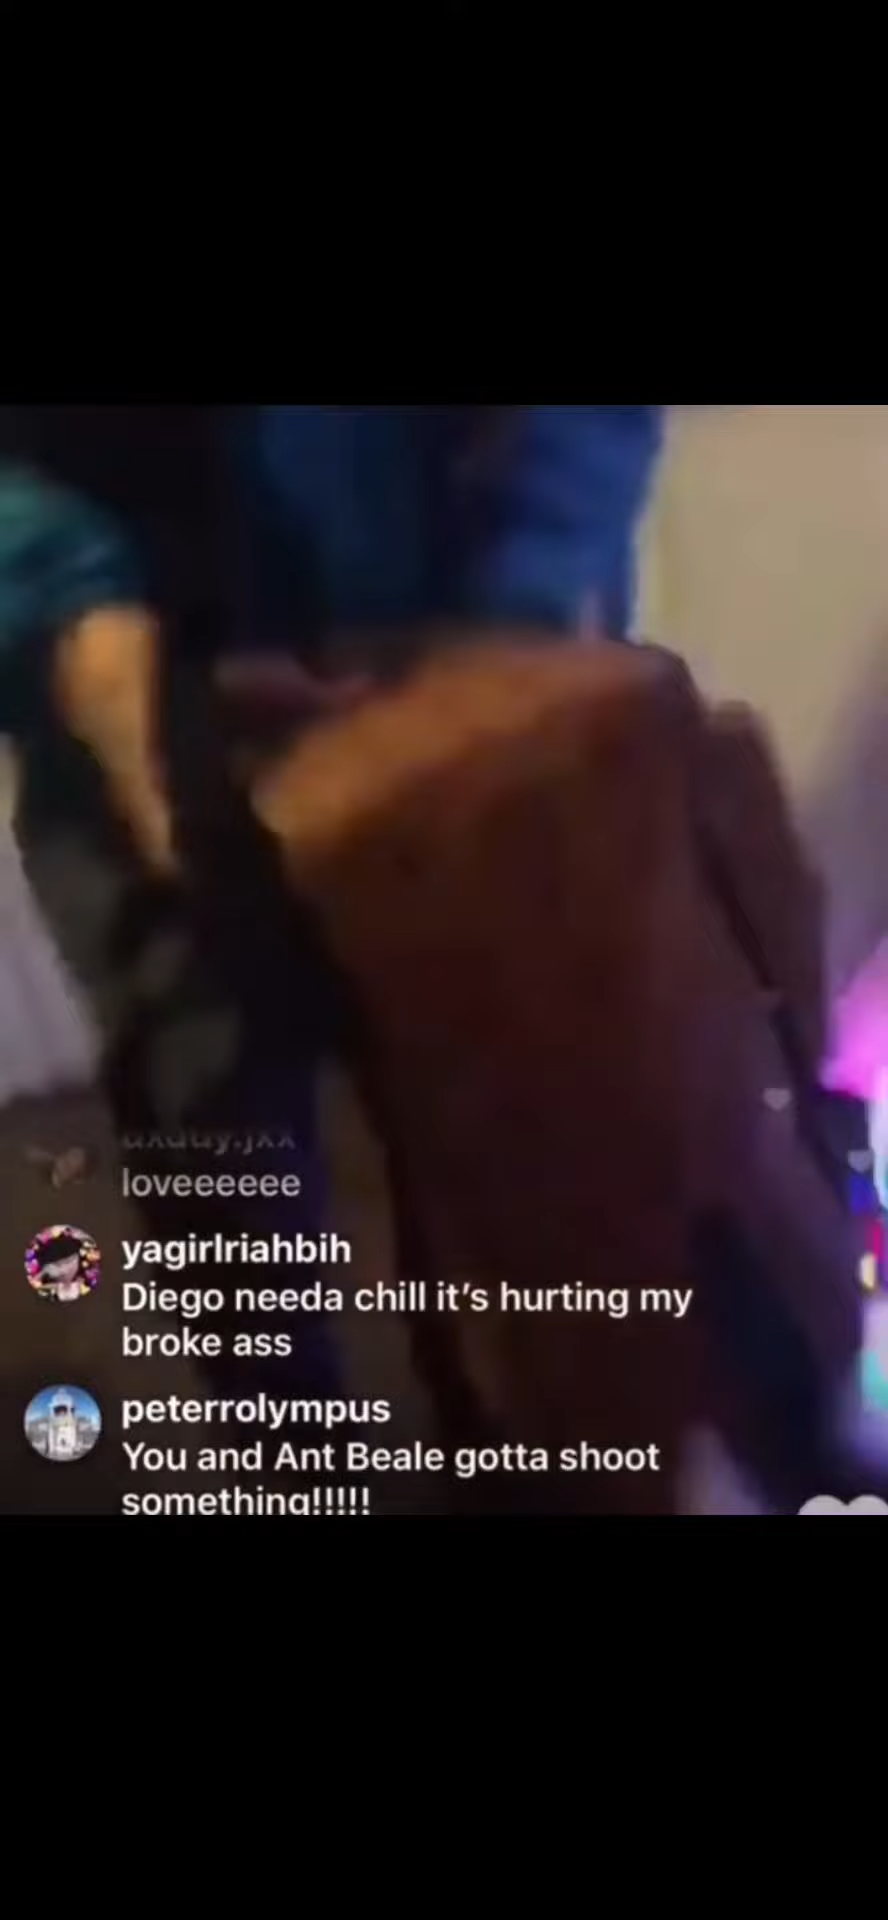 loveeeeee
yagirlriahbih
Diego needa chill it’s hurting my
broke ass
peterrolympus
You and Ant Beale gotta shoot
something!!!!!